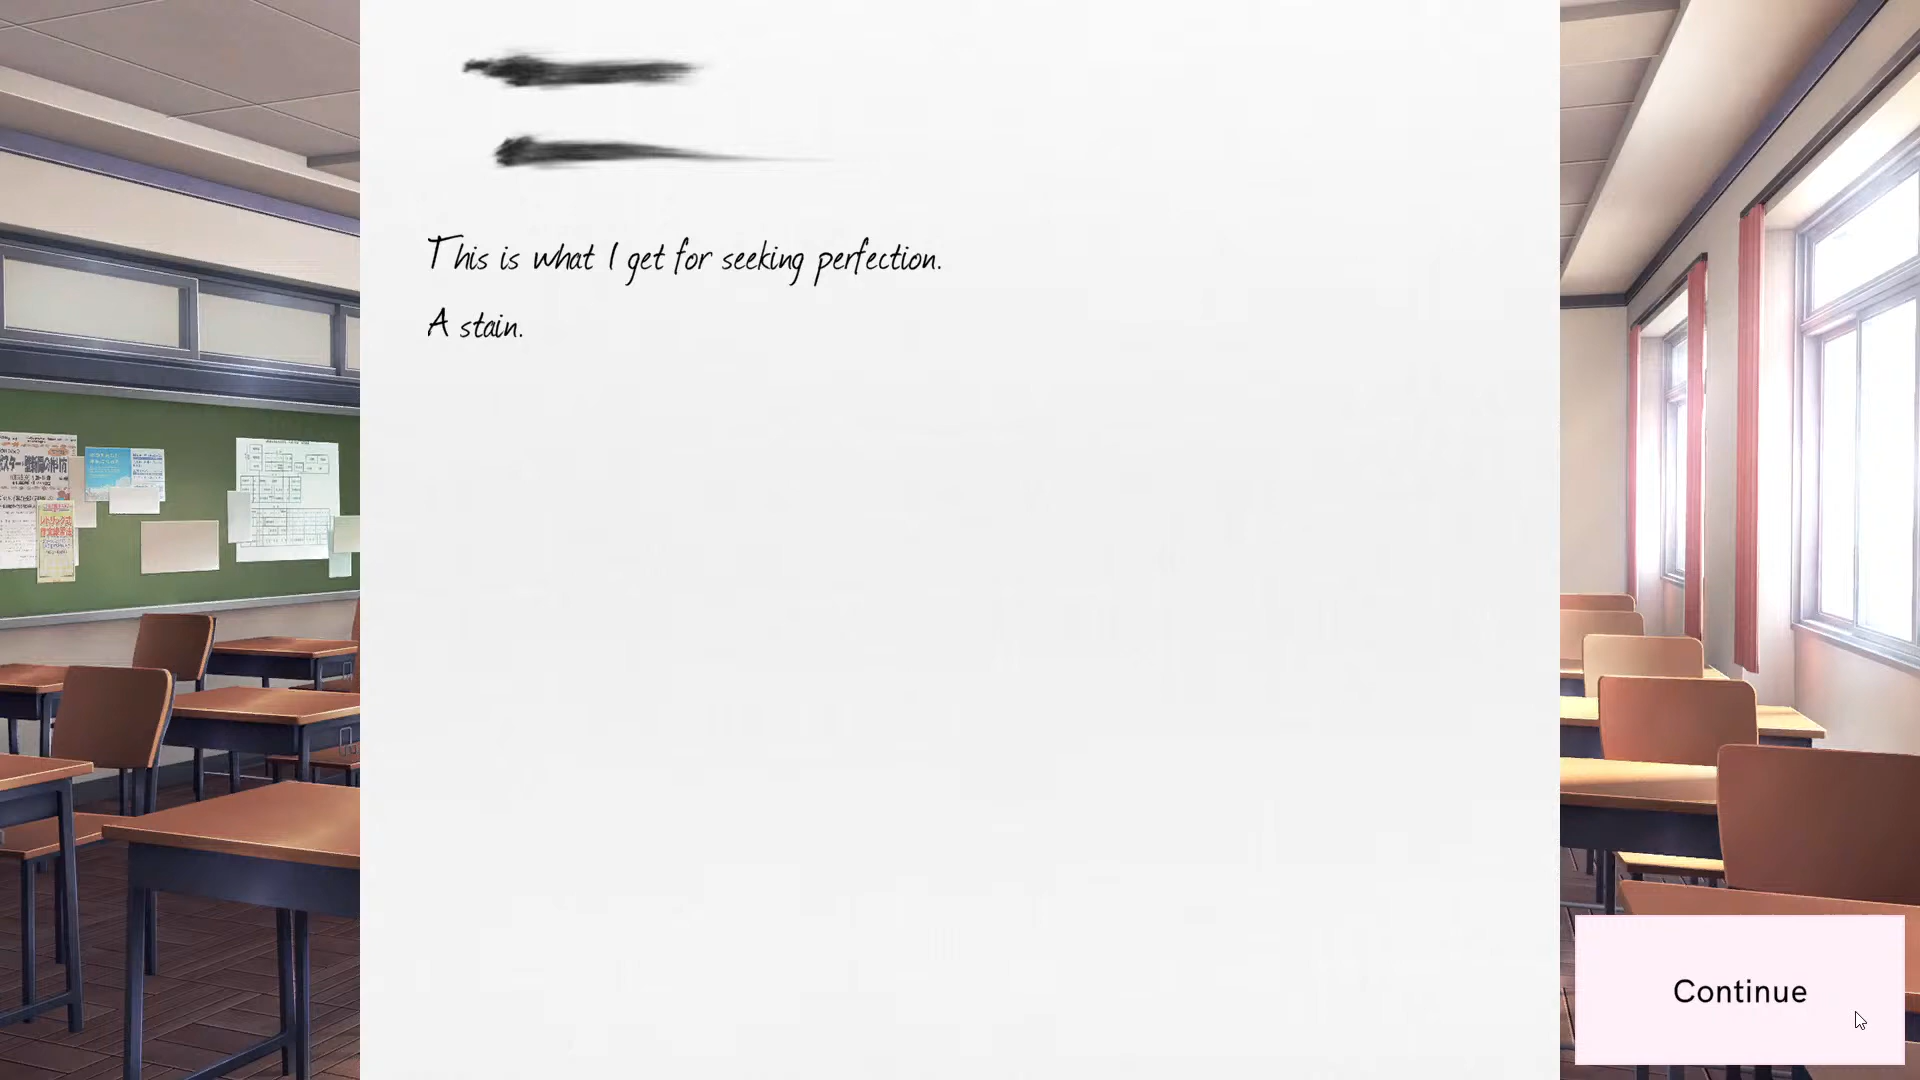 This is what I get for seeking perfection.
A stain.
Continue